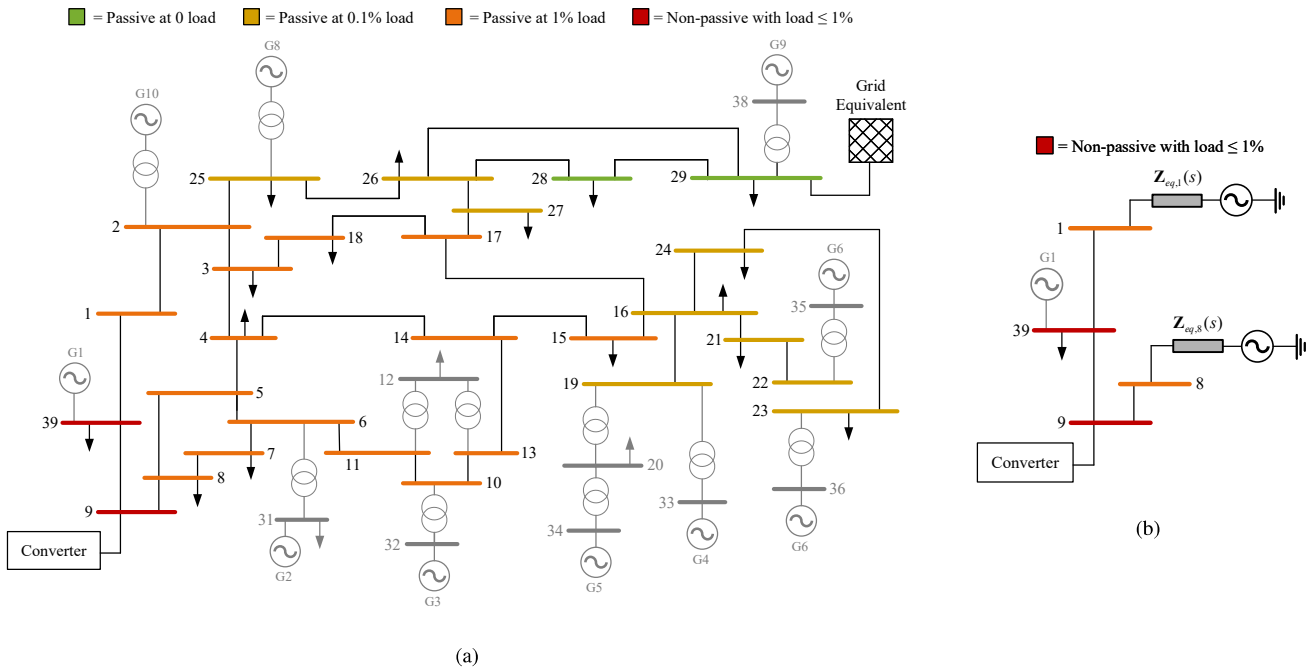 = Passive at 0 load = Passive at 0.1% load = Passive at 1% load = Non-passive with load ≤ 1%
G8
G9
G10
38
Grid
Equivalent
25
26
28
29
27
2
18
17
3
24
G6
35
1
4
14
15
16
21
G1
12
19
22
5
23
39
6
7
11
13
8
10
20
9
31
32
33
34
36
Converter
G2
G3
G5
G4
G6
(a)
= Non-passive with load ≤ 1%
Z_eq,1(s)
1
G1
39
Z_eq,8(s)
8
9
Converter
(b)